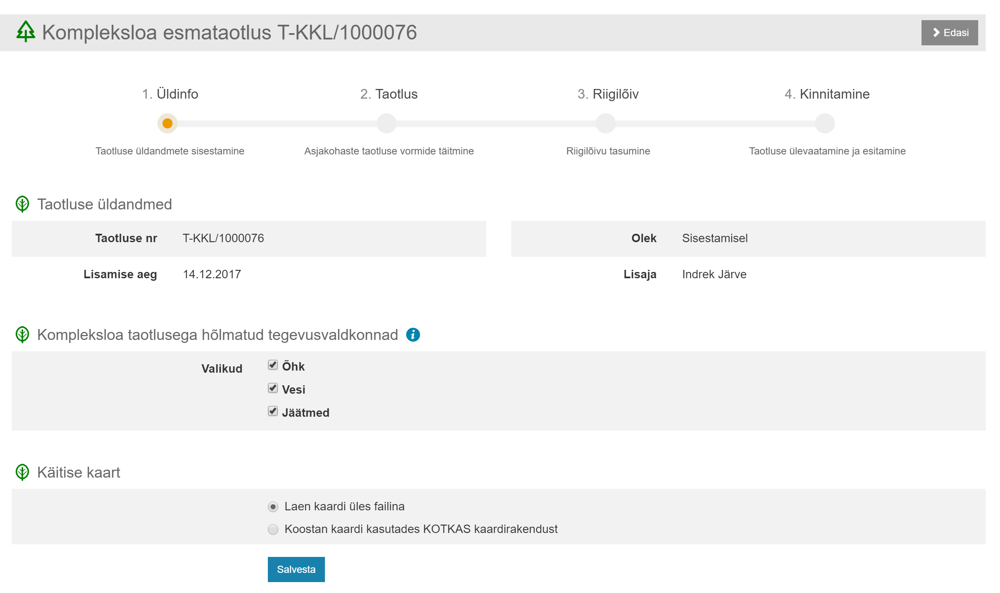 Kompleksloa esmataotlus T-KKL/1000076
Edasi
1. Üldinfo
2. Taotlus
3. Riigilõiv
4. Kinnitamine
Taotluse üldandmete sisestamine
Asjakohaste taotluse vormide täitmine
Riigilõivu tasumine
Taotluse ülevaatamine ja esitamine
Taotluse üldandmed
Taotluse nr T-KKL/1000076
Olek Sisestamisel
Lisamise aeg 14.12.2017
Lisaja Indrek Järve
Kompleksloa taotlusega hõlmatud tegevusvaldkonnad i
Valikud
Õhk
Vesi
Jäätmed
Käitise kaart
Laen kaardi üles failina
Koostan kaardi kasutades KOTKAS kaardirakendust
Salvesta